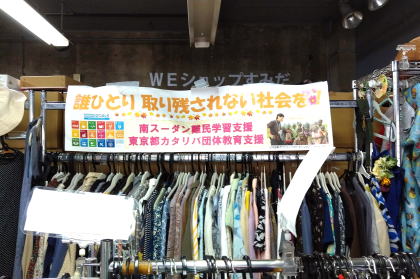 WEショップすみだ
誰ひとり取り残されない社会を
南スーダン難民学習支援
東京都カタリバ団体教育支援